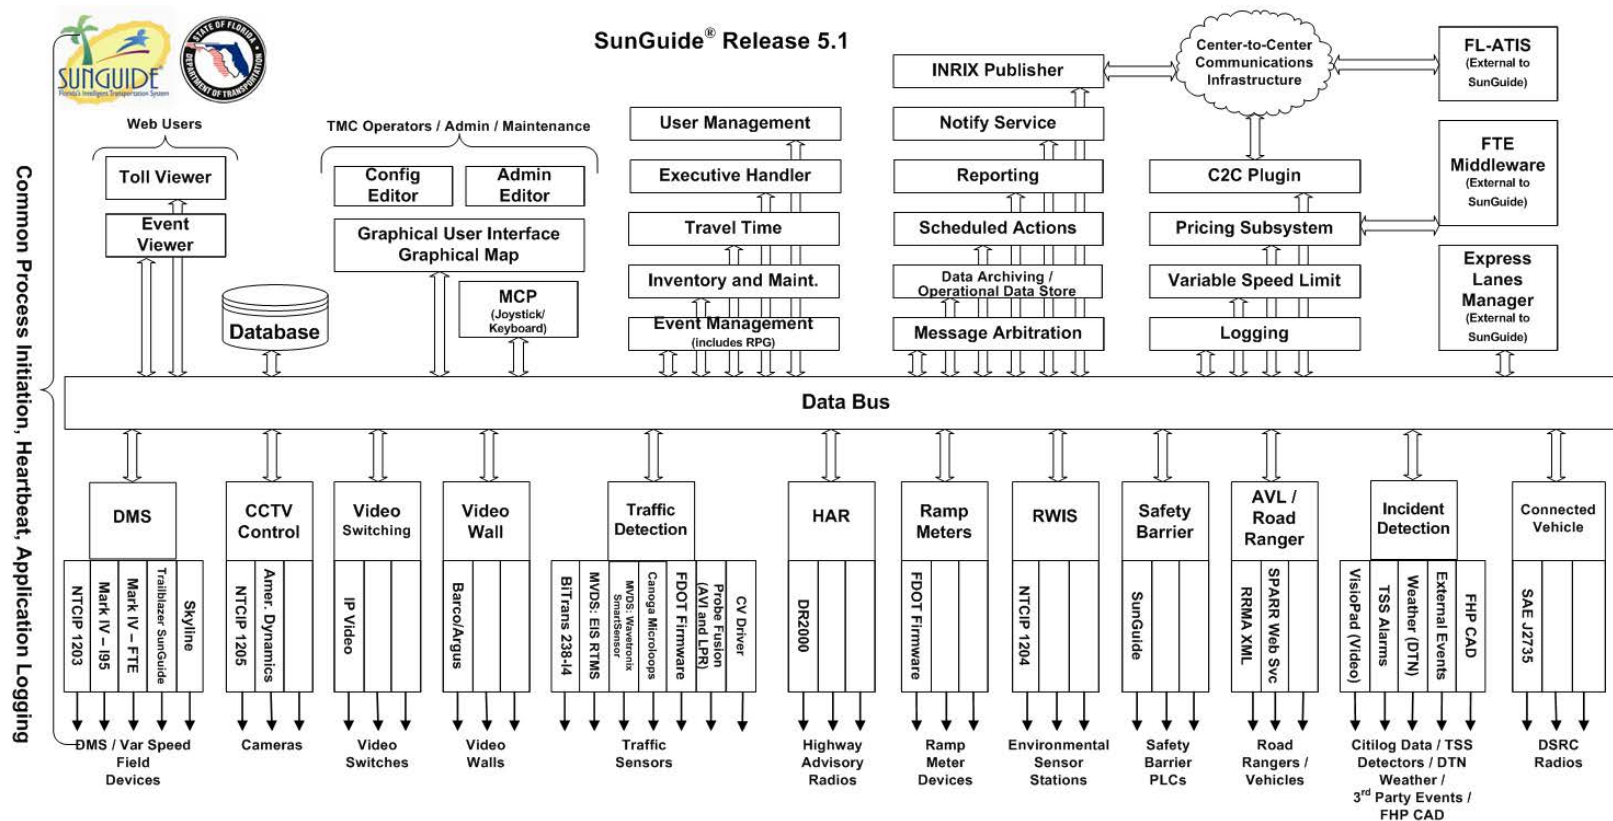 SunGuide® Release 5.1
SUNGUIDE®
Florida's Intelligent Transportation System
STATE OF FLORIDA
DEPARTMENT OF TRANSPORTATION
Common Process Initiation, Heartbeat, Application Logging
Web Users
Toll Viewer
Event
Viewer
Database
TMC Operators / Admin / Maintenance
Config
Editor
Admin
Editor
Graphical User Interface
Graphical Map
MCP
(Joystick/
Keyboard)
User Management
Executive Handler
Travel Time
Inventory and Maint.
Event Management
(includes RPG)
INRIX Publisher
Notify Service
Reporting
Scheduled Actions
Data Archiving /
Operational Data Store
Message Arbitration
Center-to-Center
Communications
Infrastructure
C2C Plugin
Pricing Subsystem
Variable Speed Limit
Logging
FL-ATIS
(External to
SunGuide)
FTE
Middleware
(External to
SunGuide)
Express
Lanes
Manager
(External to
SunGuide)
Data Bus
DMS
NTCIP 1203
Mark IV – I95
Mark IV – FTE
Trailblazer SunGuide
Skyline
DMS / Var Speed
Field
Devices
CCTV
Control
NTCIP 1205
Amer. Dynamics
Cameras
Video
Switching
IP Video
Video
Switches
Video
Wall
Barco/Argus
Video
Walls
Traffic
Detection
BiTrans 238-I4
MVDS: EIS RTMS
MVDS: Wavetronix
SmartSensor
Canoga Microloops
FDOT Firmware
Probe Fusion
(AVI and LPR)
CV Driver
Traffic
Sensors
HAR
DR2000
Highway
Advisory
Radios
Ramp
Meters
FDOT Firmware
Ramp
Meter
Devices
RWIS
NTCIP 1204
Environmental
Sensor
Stations
Safety
Barrier
SunGuide
Safety
Barrier
PLCs
AVL /
Road
Ranger
RRMA XML
SPARR Web Svc
Road
Rangers /
Vehicles
Incident
Detection
VisioPad (Video)
TSS Alarms
Weather (DTN)
External Events
FHP CAD
Citilog Data / TSS
Detectors / DTN
Weather /
3rd Party Events /
FHP CAD
Connected
Vehicle
SAE J2735
DSRC
Radios